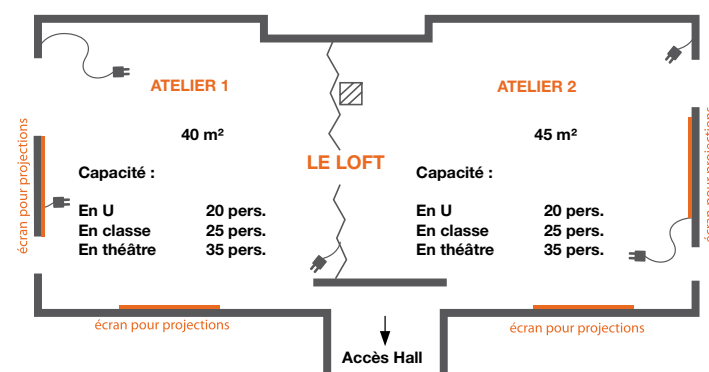 ATELIER 1
40 m²
Capacité :
En U 20 pers.
En classe 25 pers.
En théâtre 35 pers.
LE LOFT
ATELIER 2
45 m²
Capacité :
En U 20 pers.
En classe 25 pers.
En théâtre 35 pers.
écran pour projections
écran pour projections
écran pour projections
écran pour projections
Accès Hall